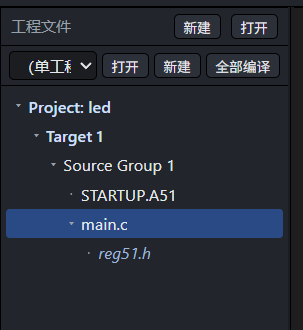 工程文件 新建 打开
(单工程 打开 新建 全部编译
Project: led
Target 1
Source Group 1
STARTUP.A51
main.c
reg51.h